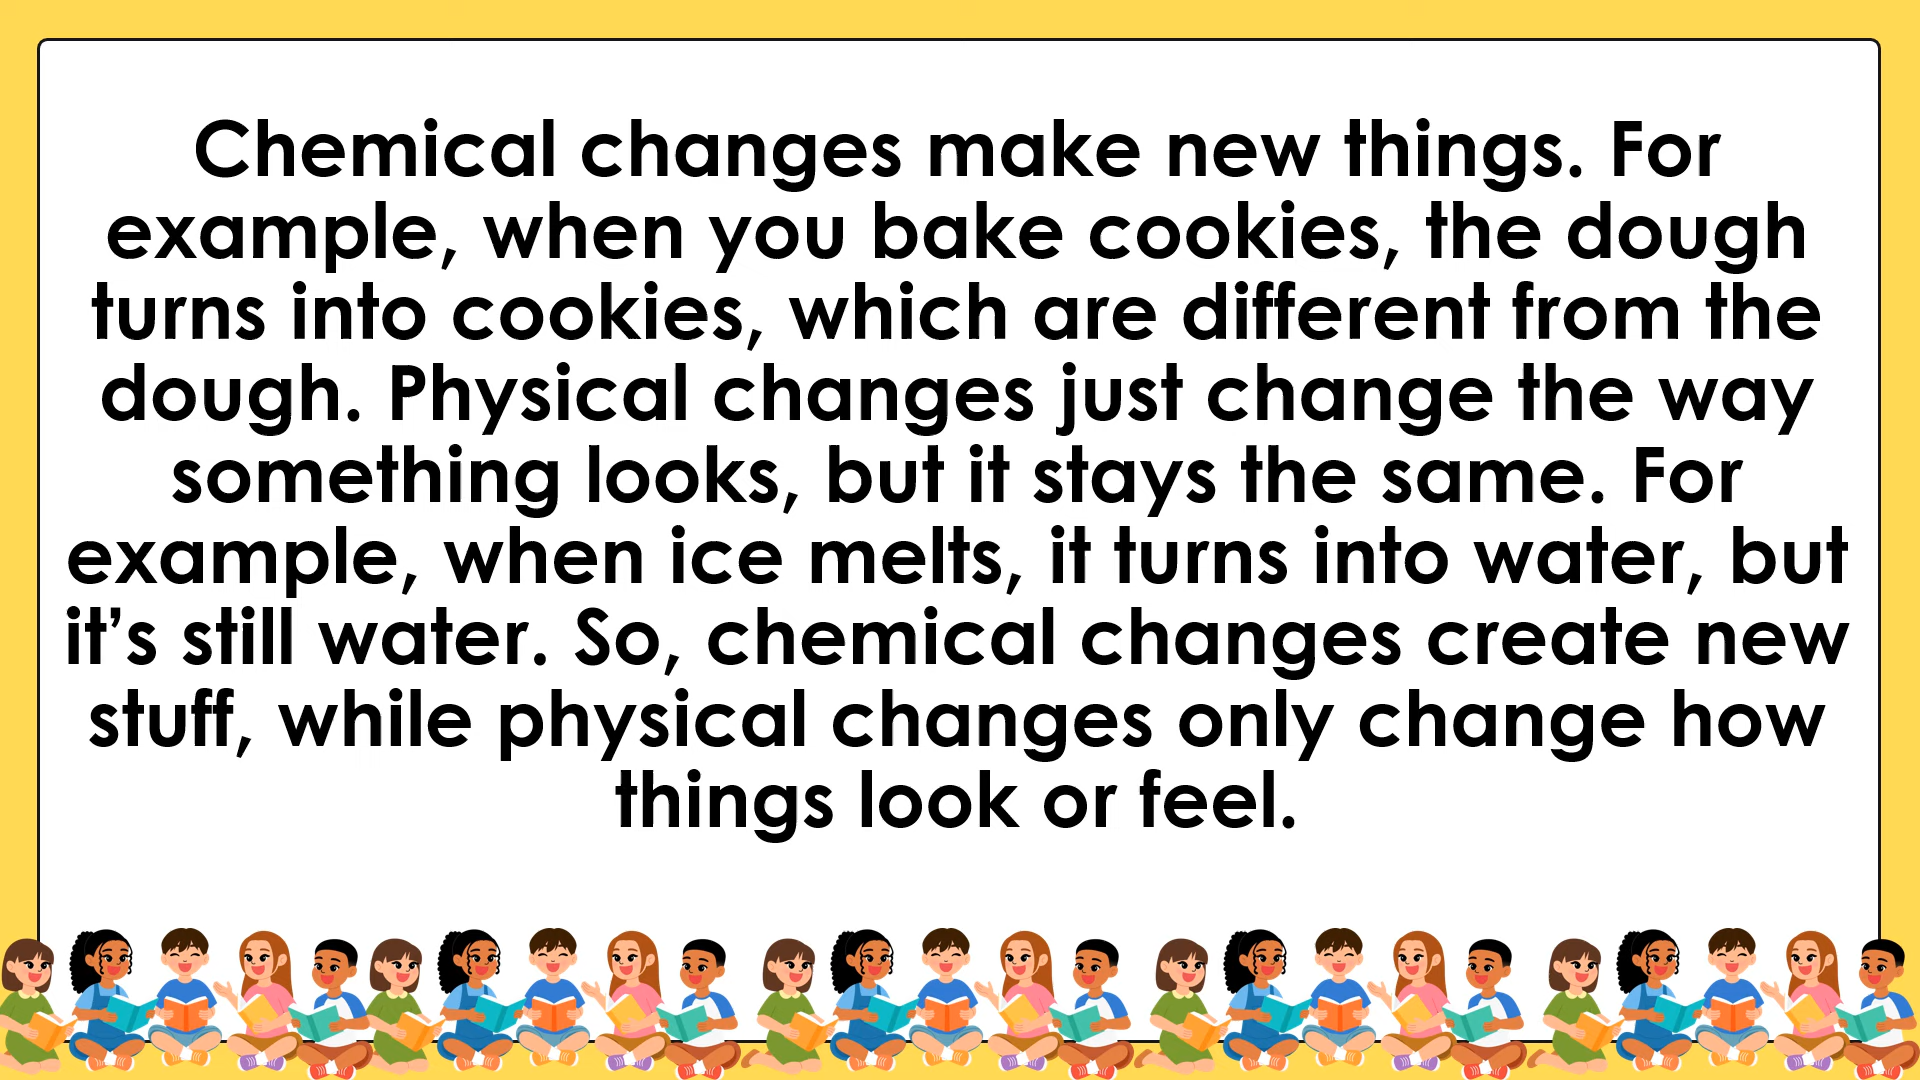 Chemical changes make new things. For
example, when you bake cookies, the dough
turns into cookies, which are different from the
dough. Physical changes just change the way
something looks, but it stays the same. For
example, when ice melts, it turns into water, but
it’s still water. So, chemical changes create new
stuff, while physical changes only change how
things look or feel.